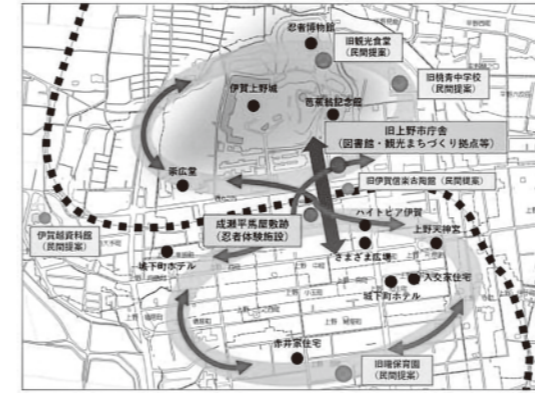 忍者博物館
旧観光食堂
(民間提案)
旧桃青中学校
(民間提案)
伊賀上野城
芭蕉翁記念館
旧上野市庁舎
(図書館・観光まちづくり拠点等)
崇広堂
旧伊賀信楽古陶館(民間提案)
成瀬平馬屋敷跡
(忍者体験施設)
ハイトピア伊賀
上野天神宮
伊賀越資料館
(民間提案)
城下町ホテル
さまざま広場
入交家住宅
城下町ホテル
赤井家住宅
旧曙保育園
(民間提案)